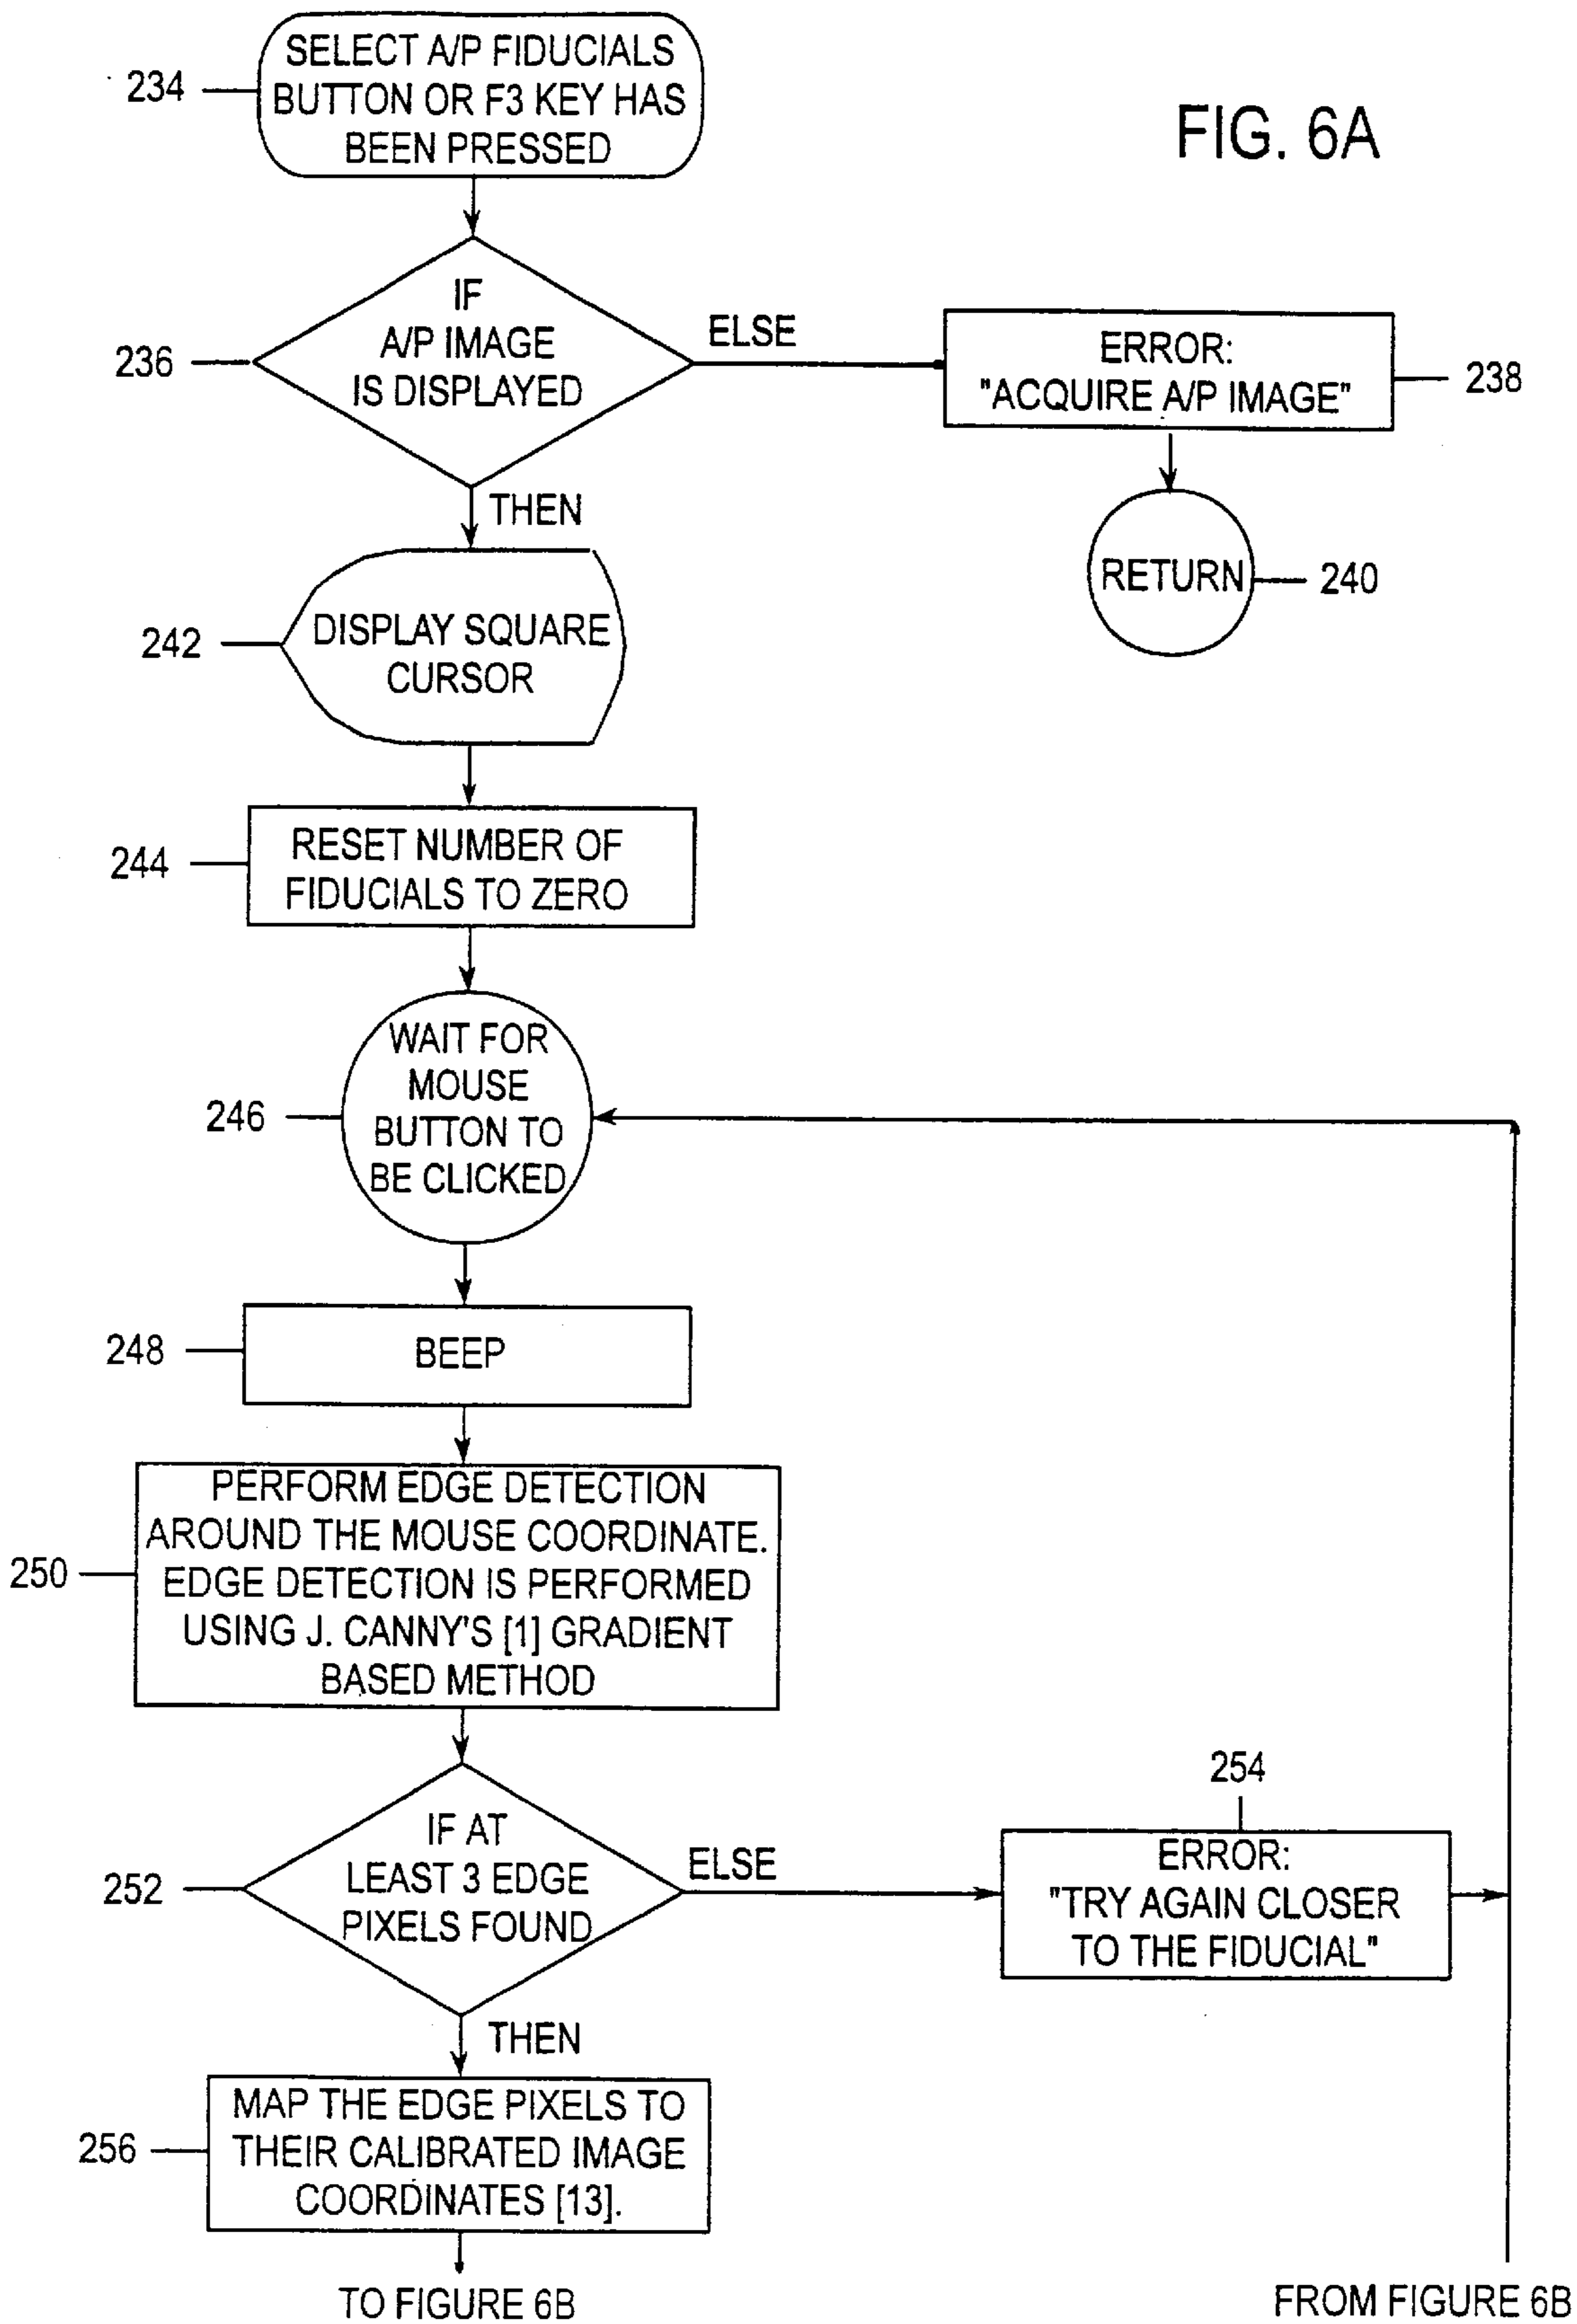 SELECT A/P FIDUCIALS
BUTTON OR F3 KEY HAS
BEEN PRESSED
234
FIG. 6A
IF
A/P IMAGE
IS DISPLAYED
236
ELSE
ERROR:
"ACQUIRE A/P IMAGE"
238
THEN
RETURN
240
DISPLAY SQUARE
CURSOR
242
RESET NUMBER OF
FIDUCIALS TO ZERO
244
WAIT FOR
MOUSE
BUTTON TO
BE CLICKED
246
BEEP
248
PERFORM EDGE DETECTION
AROUND THE MOUSE COORDINATE.
EDGE DETECTION IS PERFORMED
USING J. CANNY'S [1] GRADIENT
BASED METHOD
250
IF AT
LEAST 3 EDGE
PIXELS FOUND
252
ELSE
254
ERROR:
"TRY AGAIN CLOSER
TO THE FIDUCIAL"
THEN
MAP THE EDGE PIXELS TO
THEIR CALIBRATED IMAGE
COORDINATES [13].
256
TO FIGURE 6B
FROM FIGURE 6B